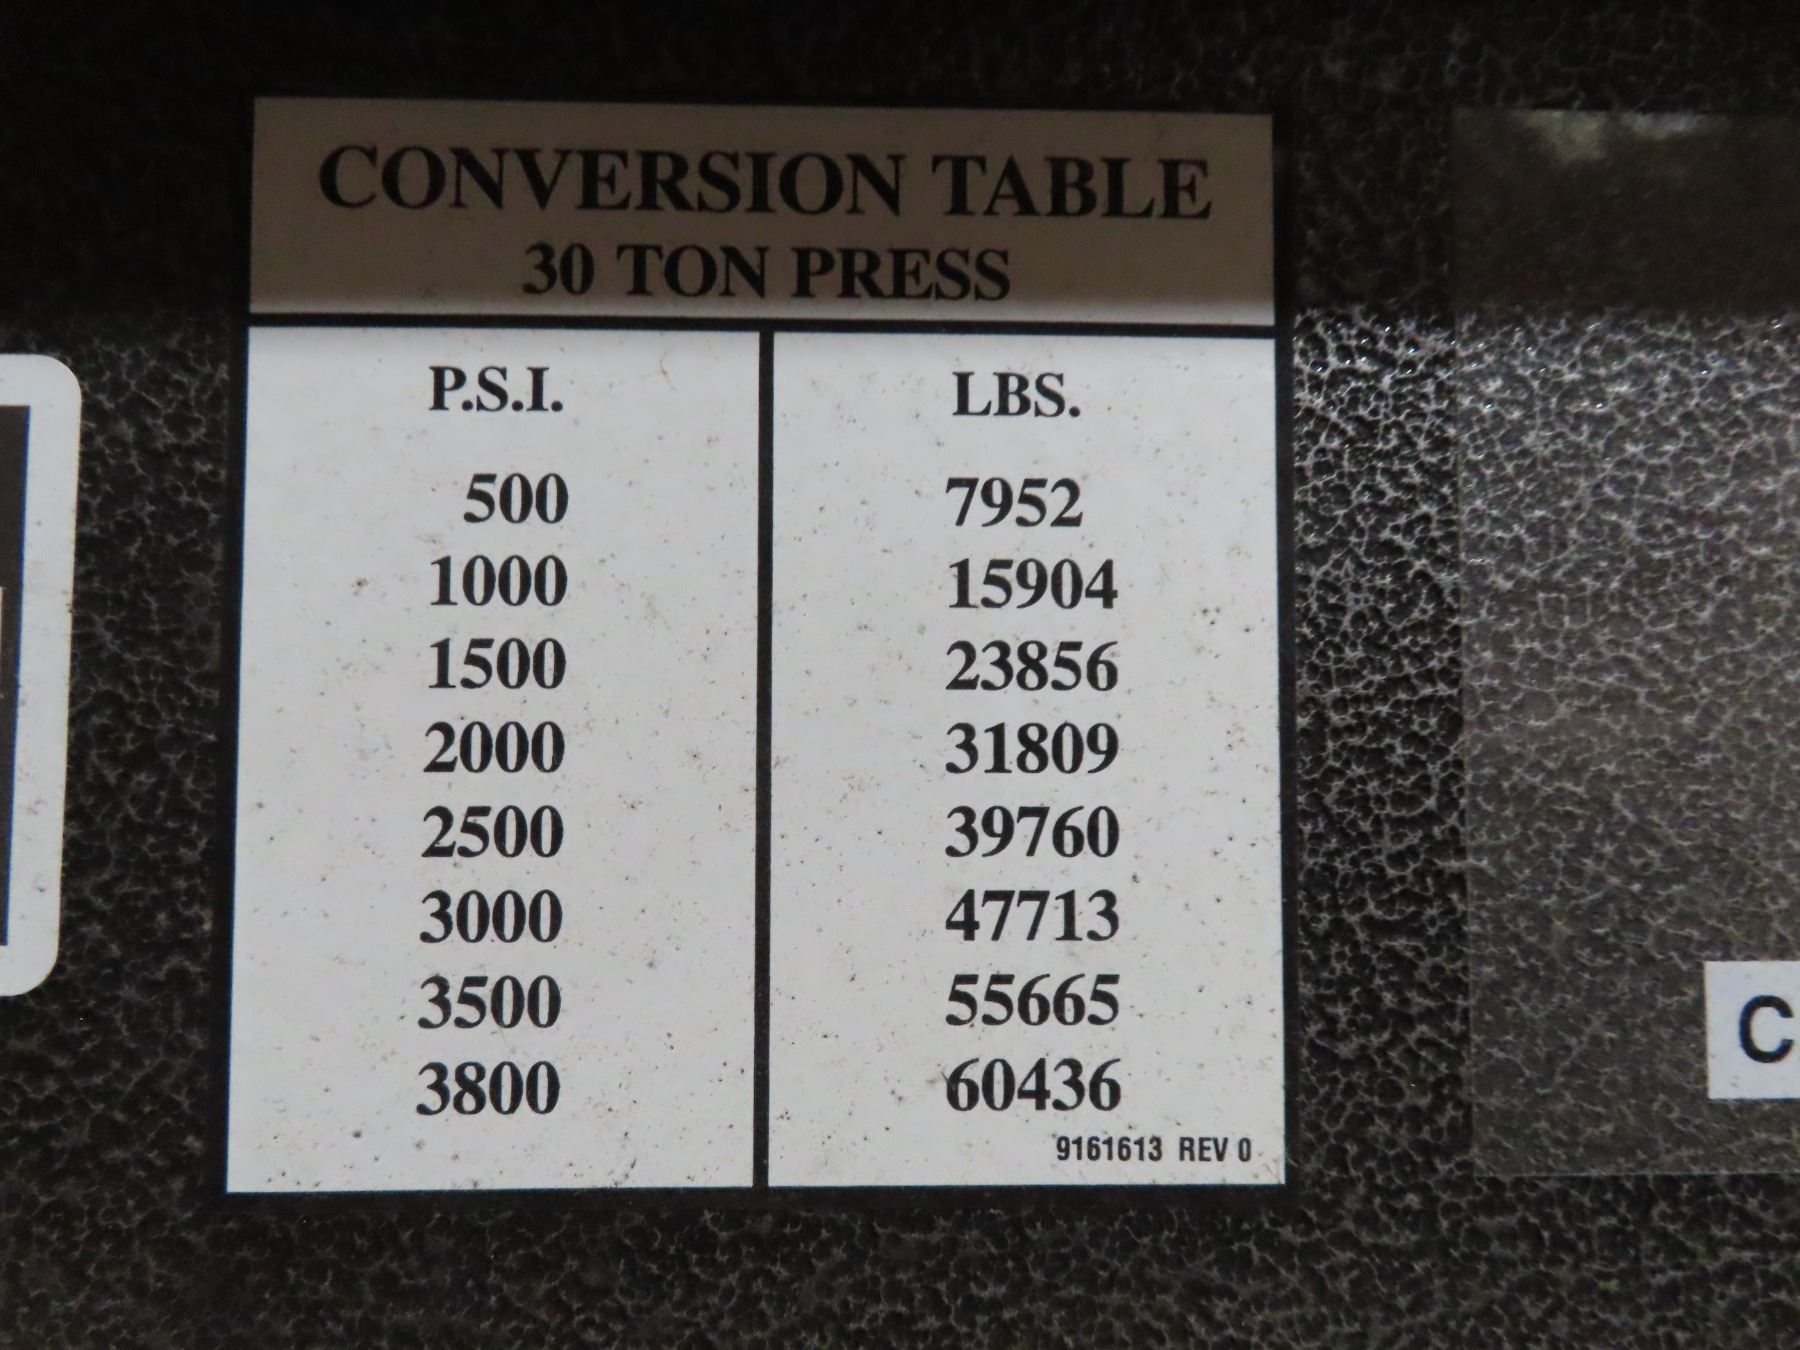 CONVERSION TABLE
30 TON PRESS
P.S.I. LBS.
500 7952
1000 15904
1500 23856
2000 31809
2500 39760
3000 47713
3500 55665
3800 60436
9161613 REV 0
C